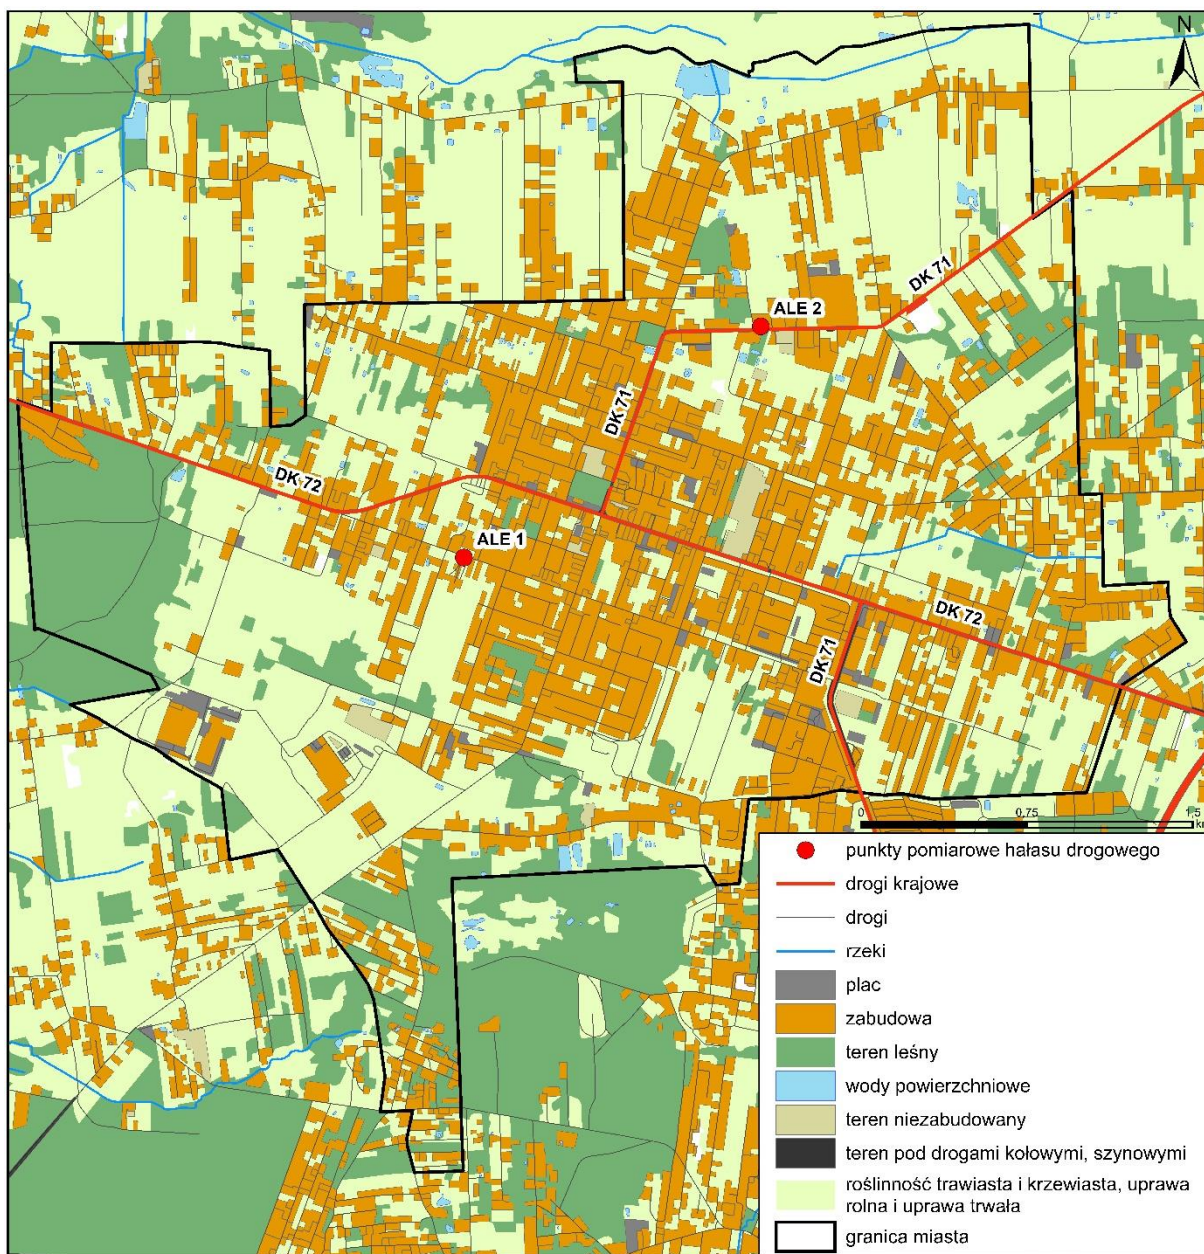 N
DK 71
ALE 2
DK 71
DK 72
ALE 1
DK 72
DK 71
0 0.75 1.5
km
punkty pomiarowe hałasu drogowego
drogi krajowe
drogi
rzeki
plac
zabudowa
teren leśny
wody powierzchniowe
teren niezabudowany
teren pod drogami kołowymi, szynowymi
roślinność trawiasta i krzewiasta, uprawa
rolna i uprawa trwała
granica miasta